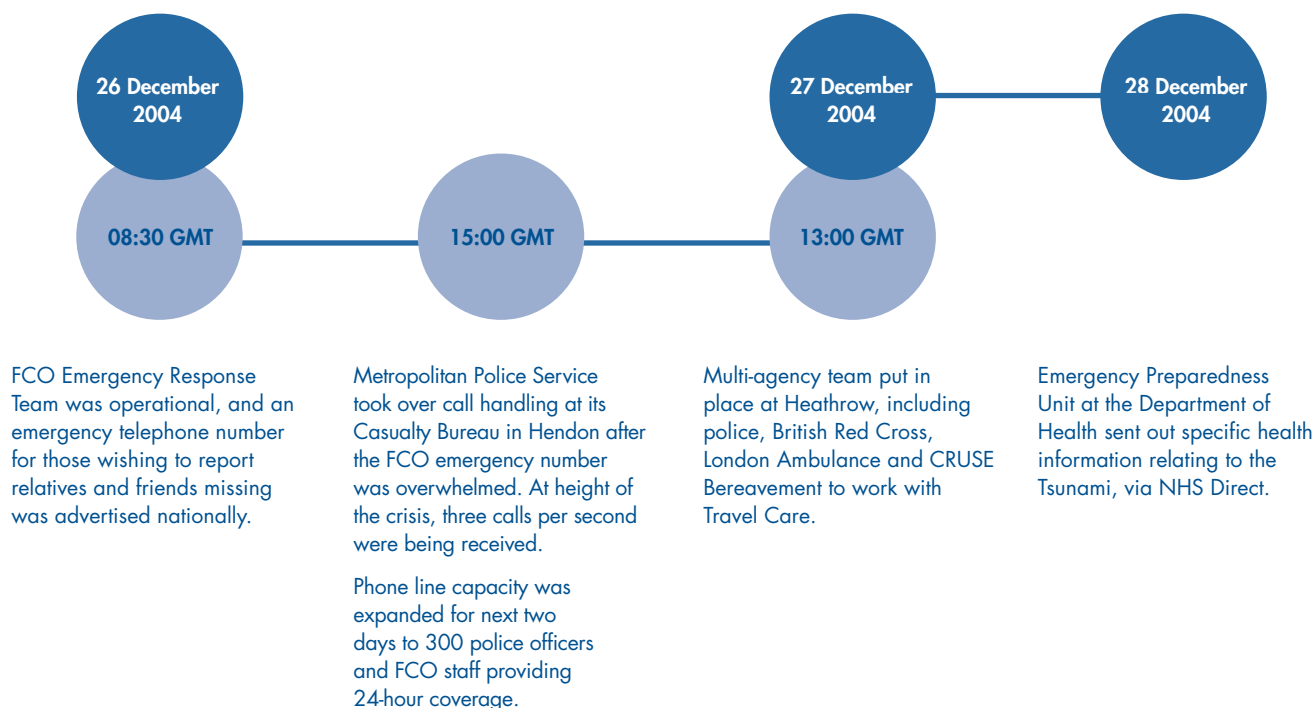 26 December
2004
27 December
2004
28 December
2004
08:30 GMT
15:00 GMT
13:00 GMT
FCO Emergency Response
Team was operational, and an
emergency telephone number
for those wishing to report
relatives and friends missing
was advertised nationally.
Metropolitan Police Service
took over call handling at its
Casualty Bureau in Hendon after
the FCO emergency number
was overwhelmed. At height of
the crisis, three calls per second
were being received.
Phone line capacity was
expanded for next two
days to 300 police officers
and FCO staff providing
24-hour coverage.
Multi-agency team put in
place at Heathrow, including
police, British Red Cross,
London Ambulance and CRUSE
Bereavement to work with
Travel Care.
Emergency Preparedness
Unit at the Department of
Health sent out specific health
information relating to the
Tsunami, via NHS Direct.